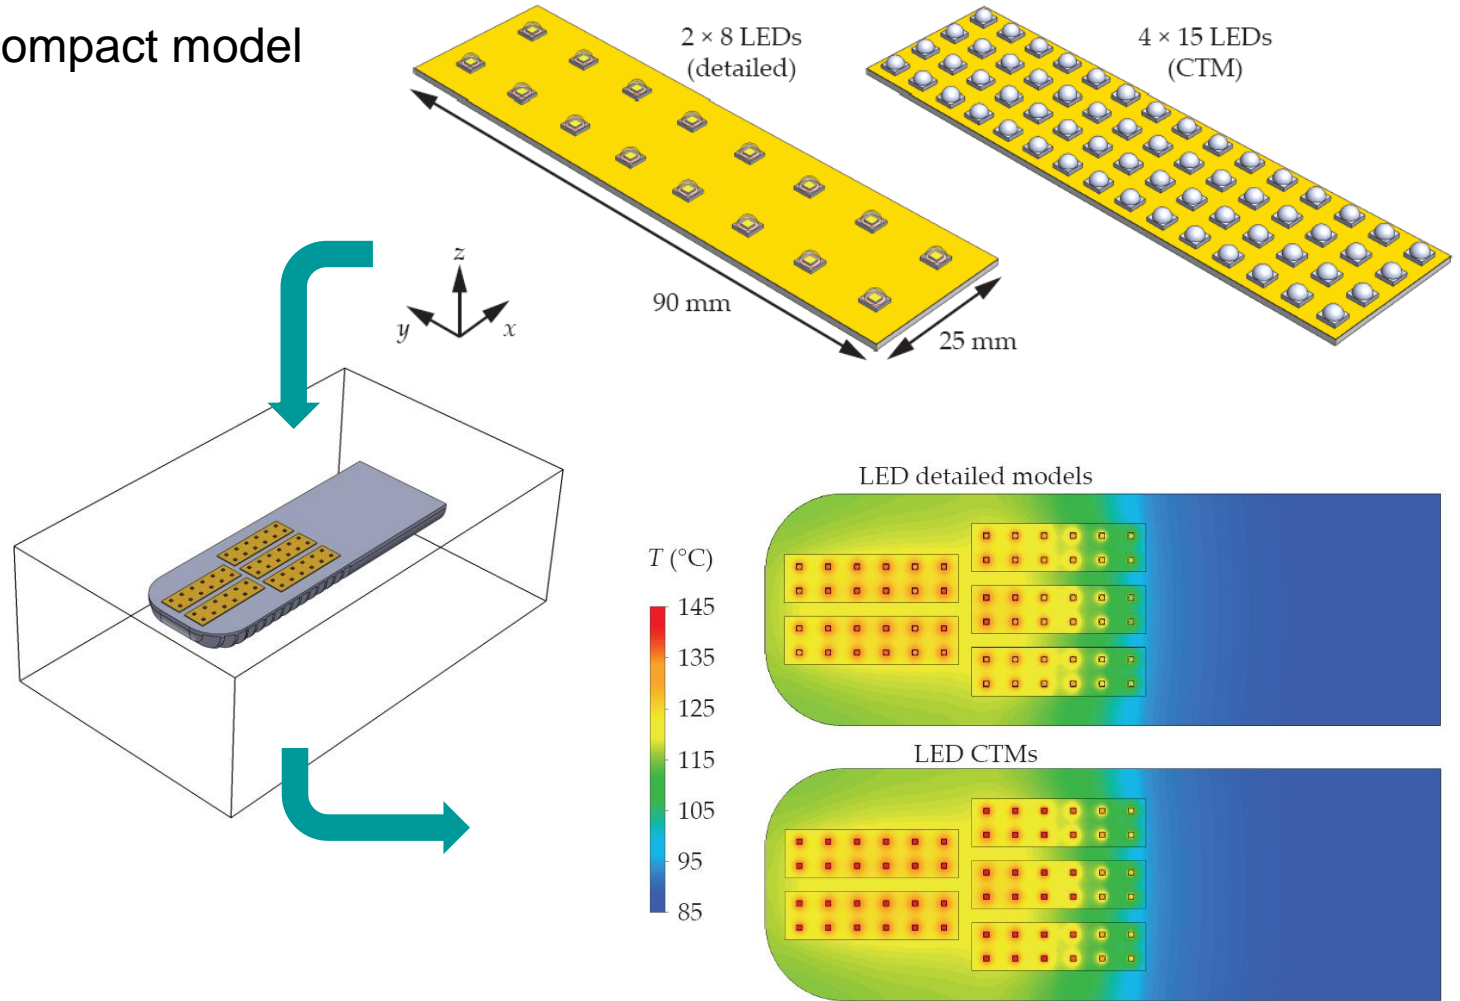 ompact model
2 × 8 LEDs
(detailed)
4 × 15 LEDs
(CTM)
90 mm
25 mm
z
y
x
LED detailed models
T (°C)
145
135
125
115
105
95
85
LED CTMs